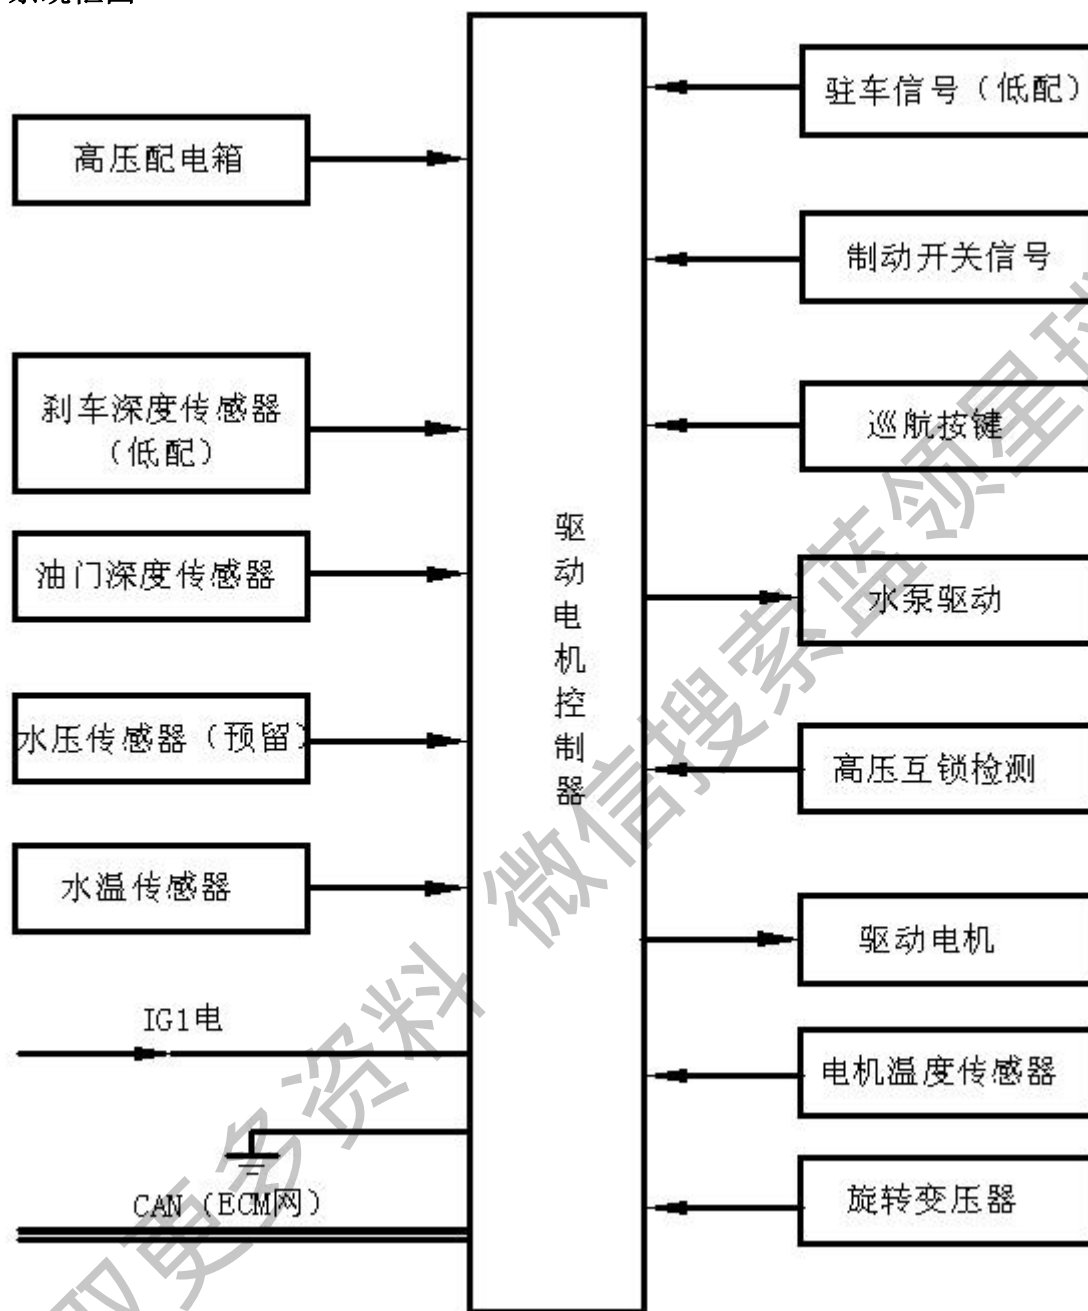 系统框图
高压配电箱
刹车深度传感器
（低配）
油门深度传感器
水压传感器（预留）
水温传感器
IG1电
CAN（ECM网）
驱动电机控制器
驻车信号（低配）
制动开关信号
巡航按键
水泵驱动
高压互锁检测
驱动电机
电机温度传感器
旋转变压器
取更多资料 微信搜索蓝领星球